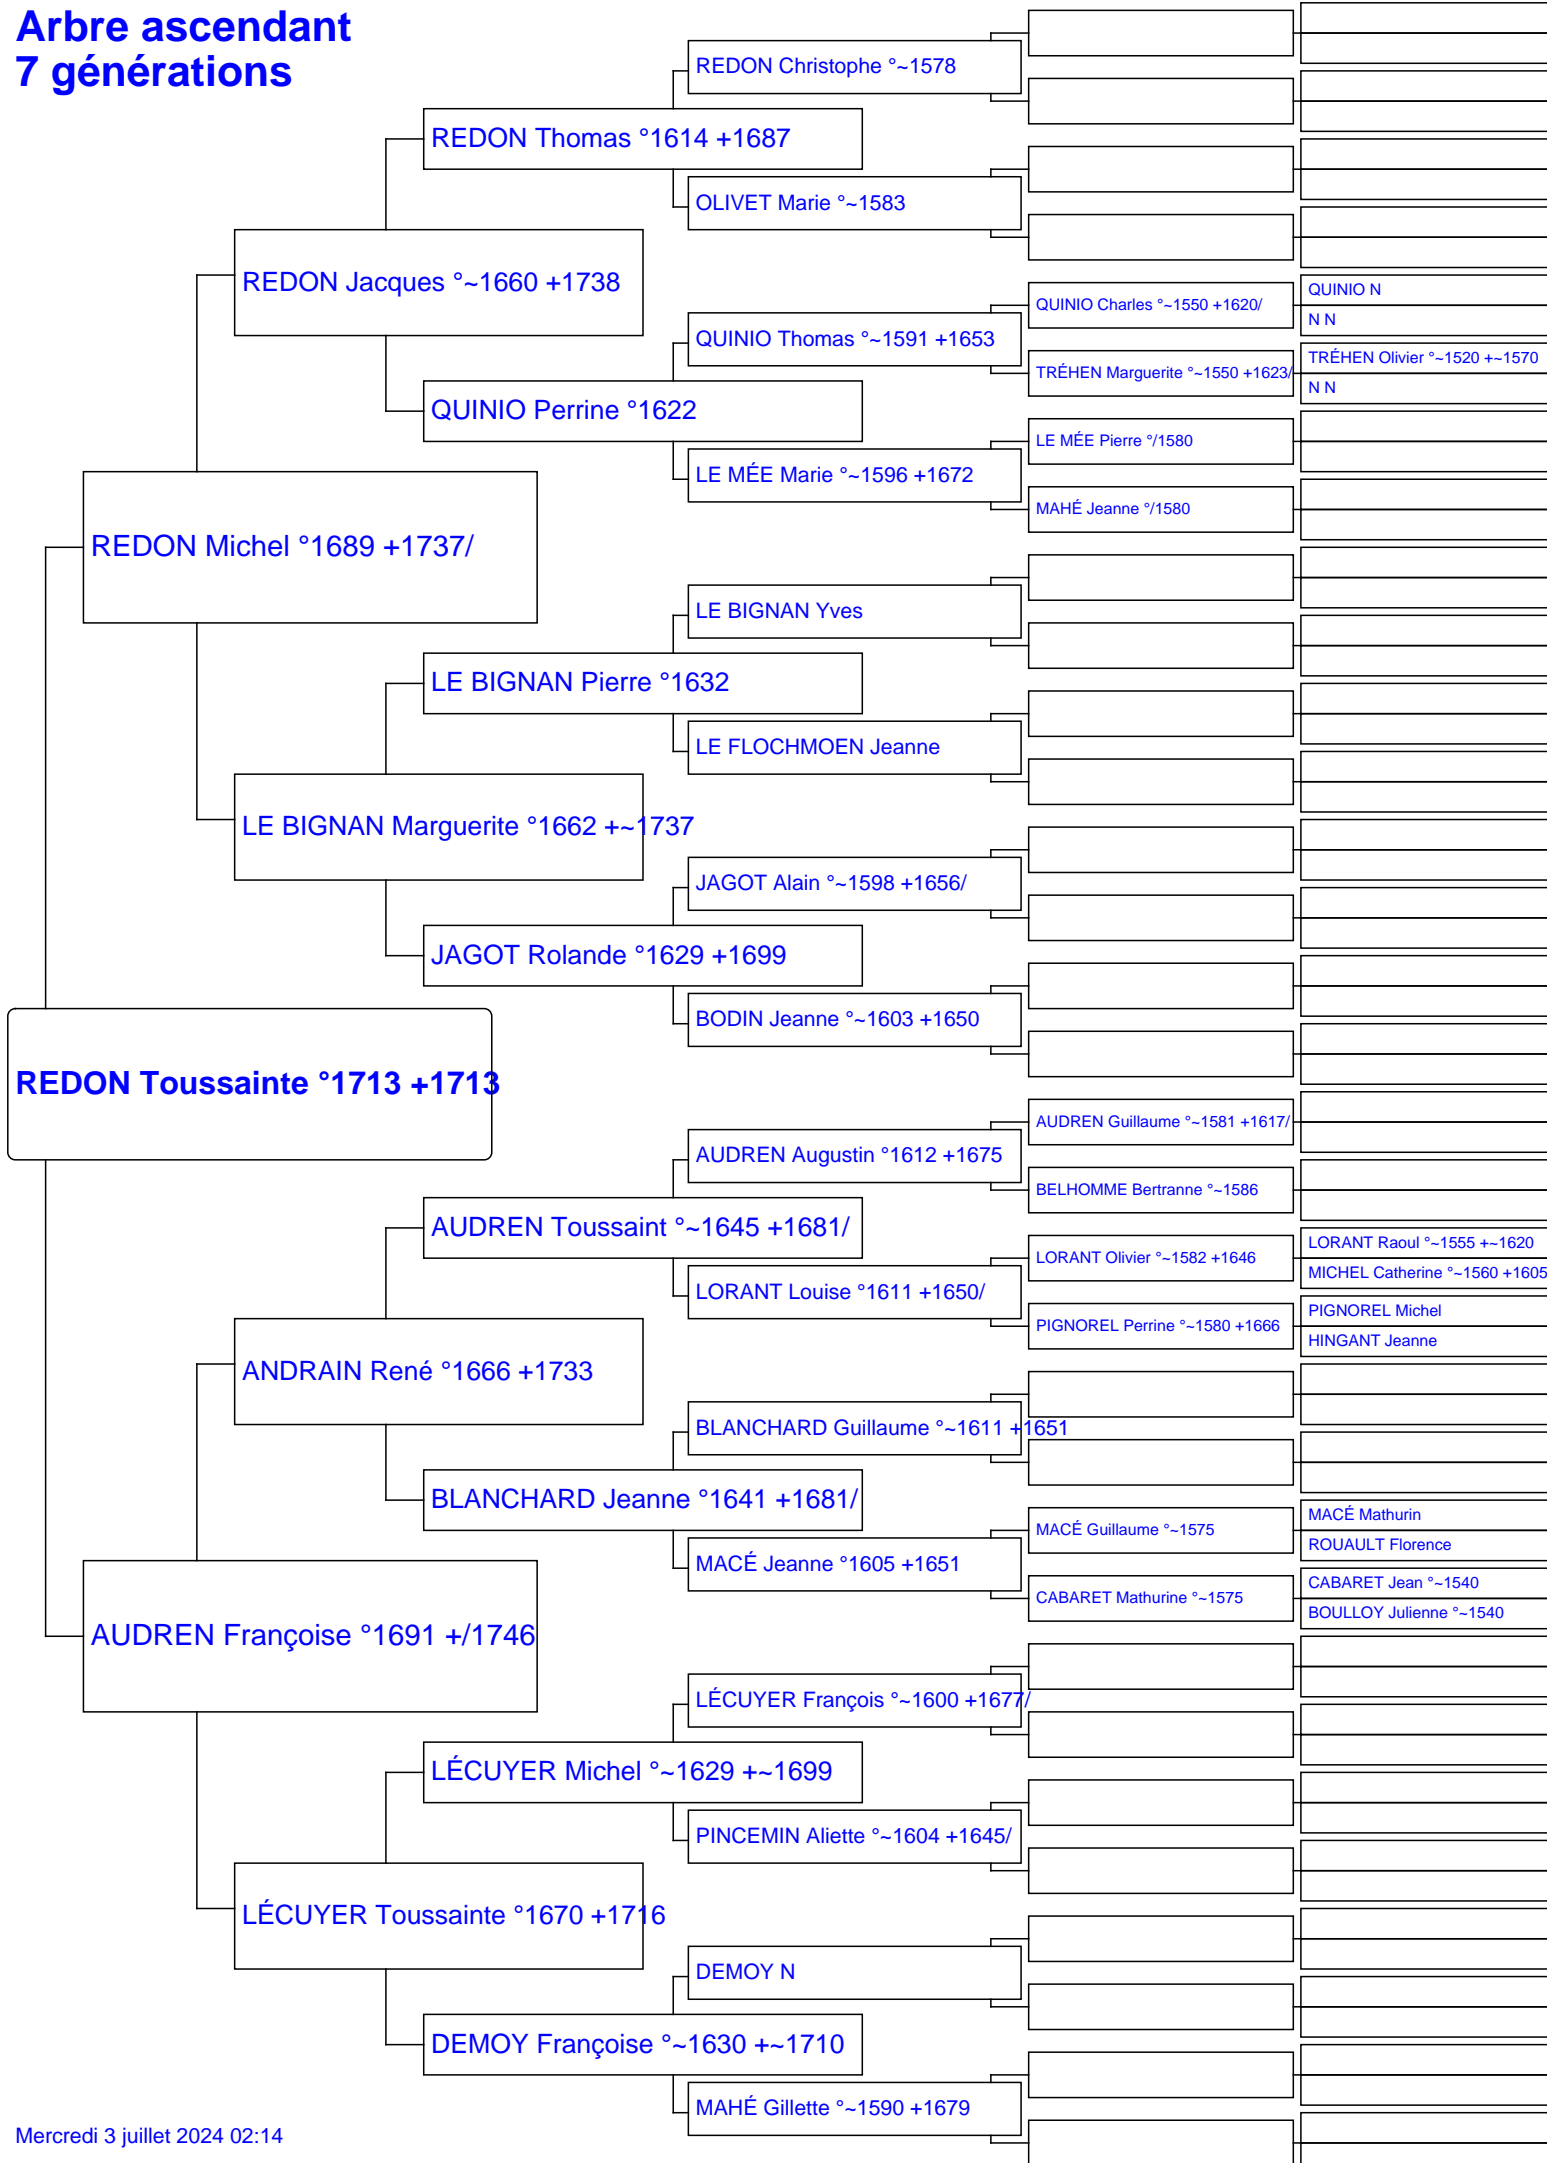 Arbre ascendant
7 générations
REDON Christophe °~1578
REDON Thomas °1614 +1687
OLIVET Marie °~1583
REDON Jacques °~1660 +1738
QUINIO N
QUINIO Charles °~1550 +1620/
N N
QUINIO Thomas °~1591 +1653
TRÉHEN Olivier °~1520 +~1570
TRÉHEN Marguerite °~1550 +1623/
N N
QUINIO Perrine °1622
LE MÉE Pierre °/1580
LE MÉE Marie °~1596 +1672
MAHÉ Jeanne °/1580
REDON Michel °1689 +1737/
LE BIGNAN Yves
LE BIGNAN Pierre °1632
LE FLOCHMOEN Jeanne
LE BIGNAN Marguerite °1662 +~1737
JAGOT Alain °~1598 +1656/
JAGOT Rolande °1629 +1699
BODIN Jeanne °~1603 +1650
REDON Toussainte °1713 +1713
AUDREN Guillaume °~1581 +1617/
AUDREN Augustin °1612 +1675
BELHOMME Bertranne °~1586
AUDREN Toussaint °~1645 +1681/
LORANT Raoul °~1555 +~1620
LORANT Olivier °~1582 +1646
MICHEL Catherine °~1560 +1605
LORANT Louise °1611 +1650/
PIGNOREL Michel
PIGNOREL Perrine °~1580 +1666
HINGANT Jeanne
ANDRAIN René °1666 +1733
BLANCHARD Guillaume °~1611 +1651
BLANCHARD Jeanne °1641 +1681/
MACÉ Mathurin
MACÉ Guillaume °~1575
ROUAULT Florence
MACÉ Jeanne °1605 +1651
CABARET Jean °~1540
CABARET Mathurine °~1575
BOULLOY Julienne °~1540
AUDREN Françoise °1691 +/1746
LÉCUYER François °~1600 +1677/
LÉCUYER Michel °~1629 +~1699
PINCEMIN Aliette °~1604 +1645/
LÉCUYER Toussainte °1670 +1716
DEMOY N
DEMOY Françoise °~1630 +~1710
MAHÉ Gillette °~1590 +1679
Mercredi 3 juillet 2024 02:14